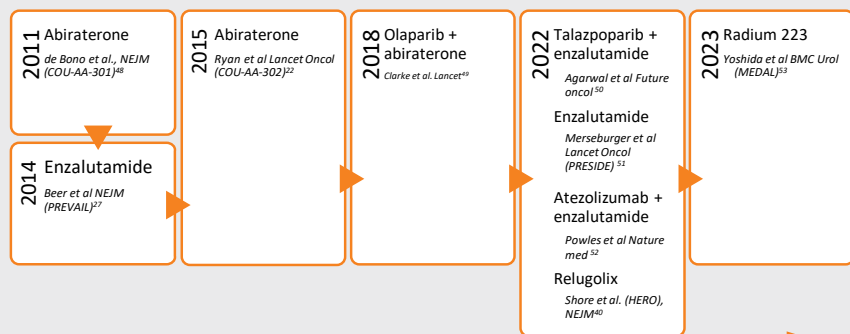 2011
Abiraterone
de Bono et al., NEJM
(COU-AA-301)48
2014
Enzalutamide
Beer et al NEJM
(PREVAIL)27
2015
Abiraterone
Ryan et al Lancet Oncol
(COU-AA-302)22
2018
Olaparib +
abiraterone
Clarke et al. Lancet49
2022
Talazpoparib +
enzalutamide
Agarwal et al Future
oncol 50
Enzalutamide
Merseburger et al
Lancet Oncol
(PRESIDE) 51
Atezolizumab +
enzalutamide
Powles et al Nature
med 52
Relugolix
Shore et al. (HERO),
NEJM40
2023
Radium 223
Yoshida et al BMC Urol
(MEDAL)53